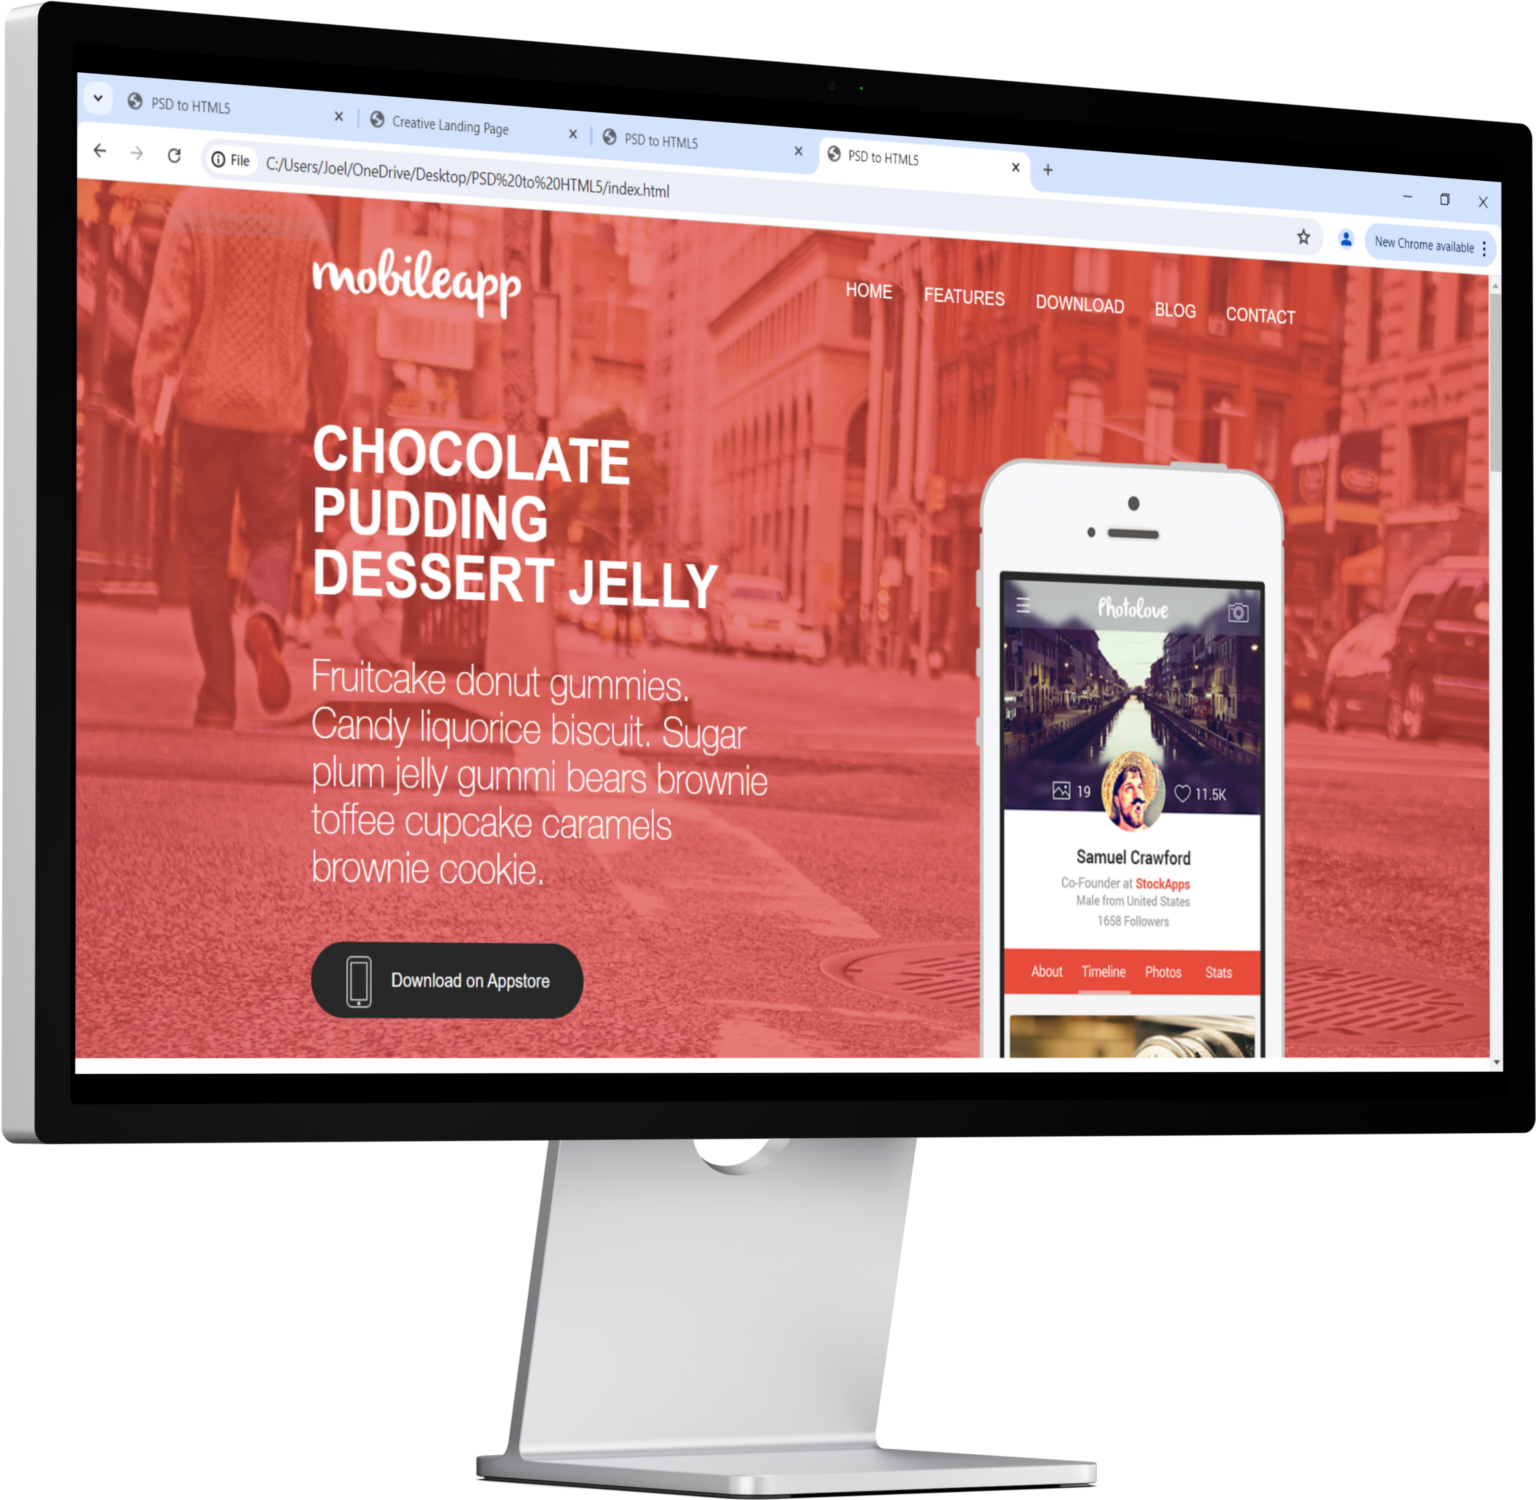 PSD to HTML5
Creative Landing Page
PSD to HTML5
PSD to HTML5
File C:/Users/Joel/OneDrive/Desktop/PSD%20to%20HTML5/index.html
New Chrome available
mobileapp
HOME FEATURES DOWNLOAD BLOG CONTACT
CHOCOLATE
PUDDING
DESSERT JELLY
Fruitcake donut gummies.
Candy liquorice biscuit. Sugar
plum jelly gummi bears brownie
toffee cupcake caramels
brownie cookie.
Download on Appstore
Photolove
19
11.5K
Samuel Crawford
Co-Founder at StockApps
Male from United States
1658 Followers
About Timeline Photos Stats